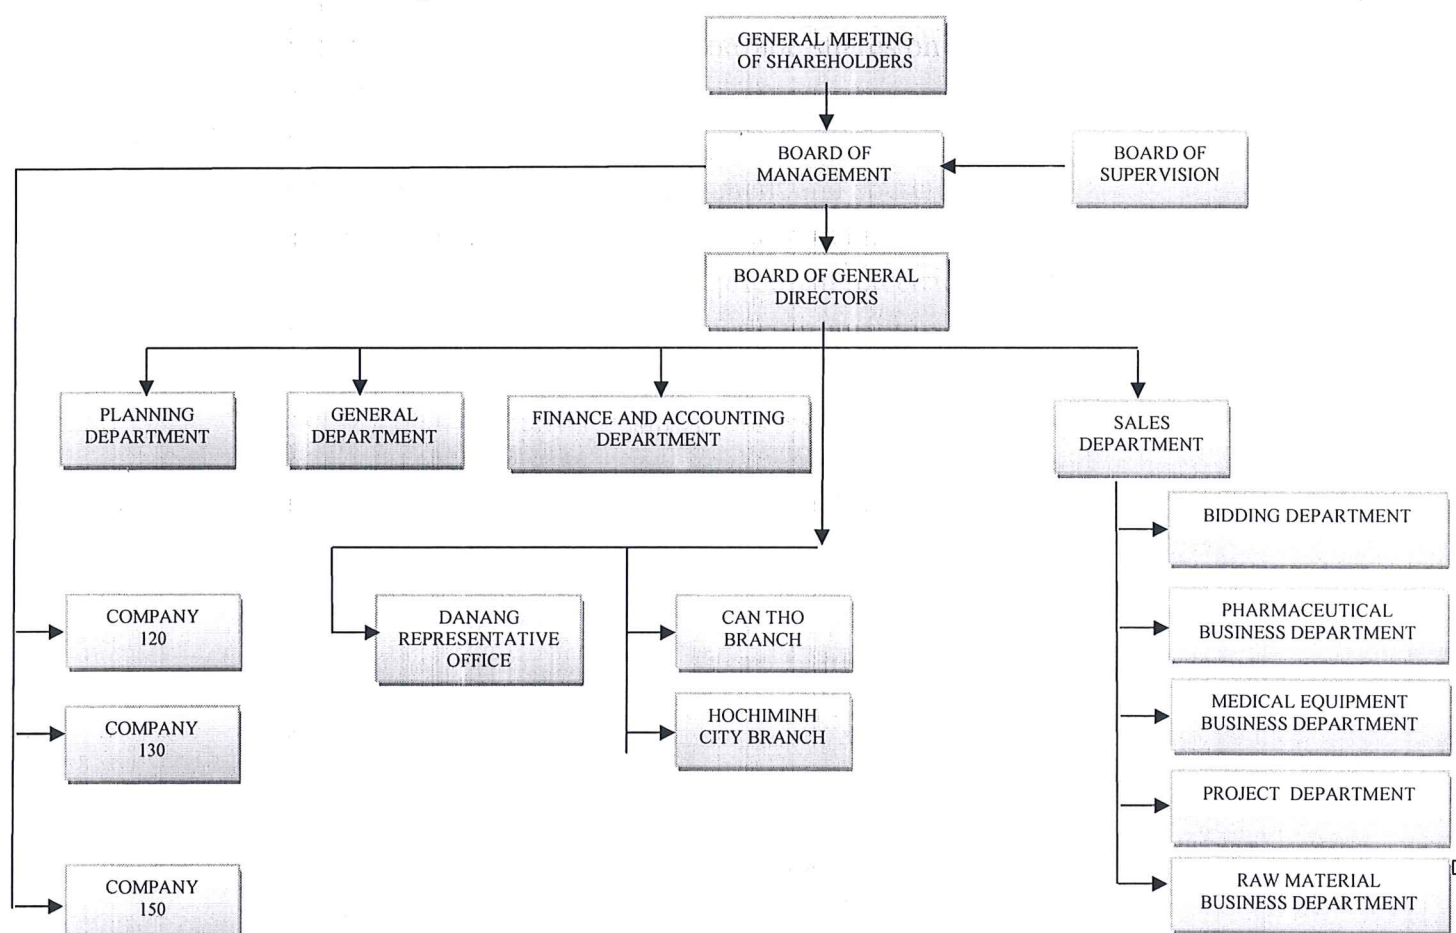 GENERAL MEETING
OF SHAREHOLDERS
BOARD OF
MANAGEMENT
BOARD OF
SUPERVISION
BOARD OF GENERAL
DIRECTORS
PLANNING
DEPARTMENT
GENERAL
DEPARTMENT
FINANCE AND ACCOUNTING
DEPARTMENT
SALES
DEPARTMENT
BIDDING DEPARTMENT
PHARMACEUTICAL
BUSINESS DEPARTMENT
MEDICAL EQUIPMENT
BUSINESS DEPARTMENT
PROJECT DEPARTMENT
RAW MATERIAL
BUSINESS DEPARTMENT
DANANG
REPRESENTATIVE
OFFICE
CAN THO
BRANCH
HOCHIMINH
CITY BRANCH
COMPANY
120
COMPANY
130
COMPANY
150